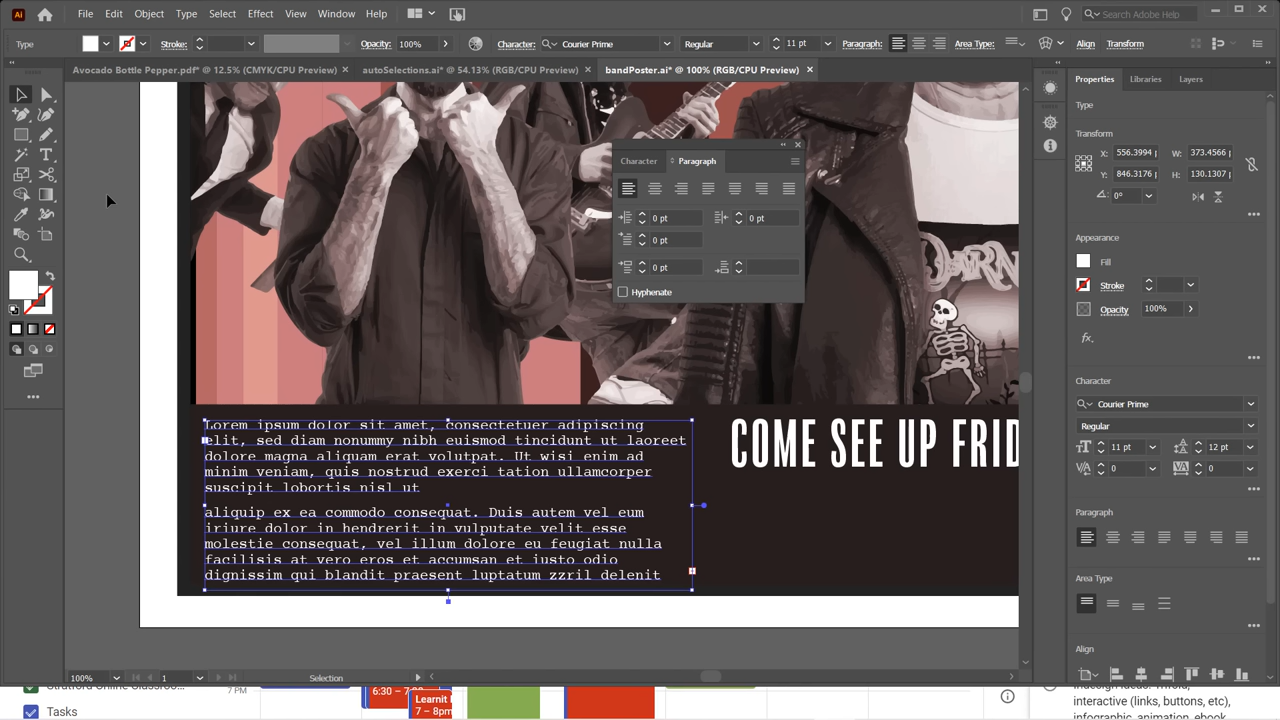 Ai
File Edit Object Type Select Effect View Window Help
Search Adobe Help
Type
Stroke:
Opacity: 100%
Character: Courier Prime
Regular
11 pt
Paragraph:
Area Type:
Align
Transform
Avocado Bottle Pepper.pdf* @ 12.5% (CMYK/CPU Preview)
autoSelections.ai* @ 54.13% (RGB/CPU Preview)
bandPoster.ai* @ 100% (RGB/CPU Preview)
Properties Libraries Layers
Type
Transform
X: 556.3994 W: 373.4566
Y: 846.3176 H: 130.1307
0°
Appearance
Fill
Stroke
Opacity 100%
fx.
Character
Courier Prime
Regular
11 pt 12 pt
0 0
Paragraph
Area Type
Align
Character Paragraph
0 pt 0 pt
0 pt
0 pt
Hyphenate
COME SEE UP FRID
Lorem ipsum dolor sit amet, consectetuer adipiscing
elit, sed diam nonummy nibh euismod tincidunt ut laoreet
dolore magna aliquam erat volutpat. Ut wisi enim ad
minim veniam, quis nostrud exerci tation ullamcorper
suscipit lobortis nisl ut
aliquip ex ea commodo consequat. Duis autem vel eum
iriure dolor in hendrerit in vulputate velit esse
molestie consequat, vel illum dolore eu feugiat nulla
facilisis at vero eros et accumsan et iusto odio
dignissim qui blandit praesent luptatum zzril delenit
100%
1
Selection
7 PM
6:30 – 7:
Learnit
7 – 8pm
Tasks
interactive (links, buttons, etc),